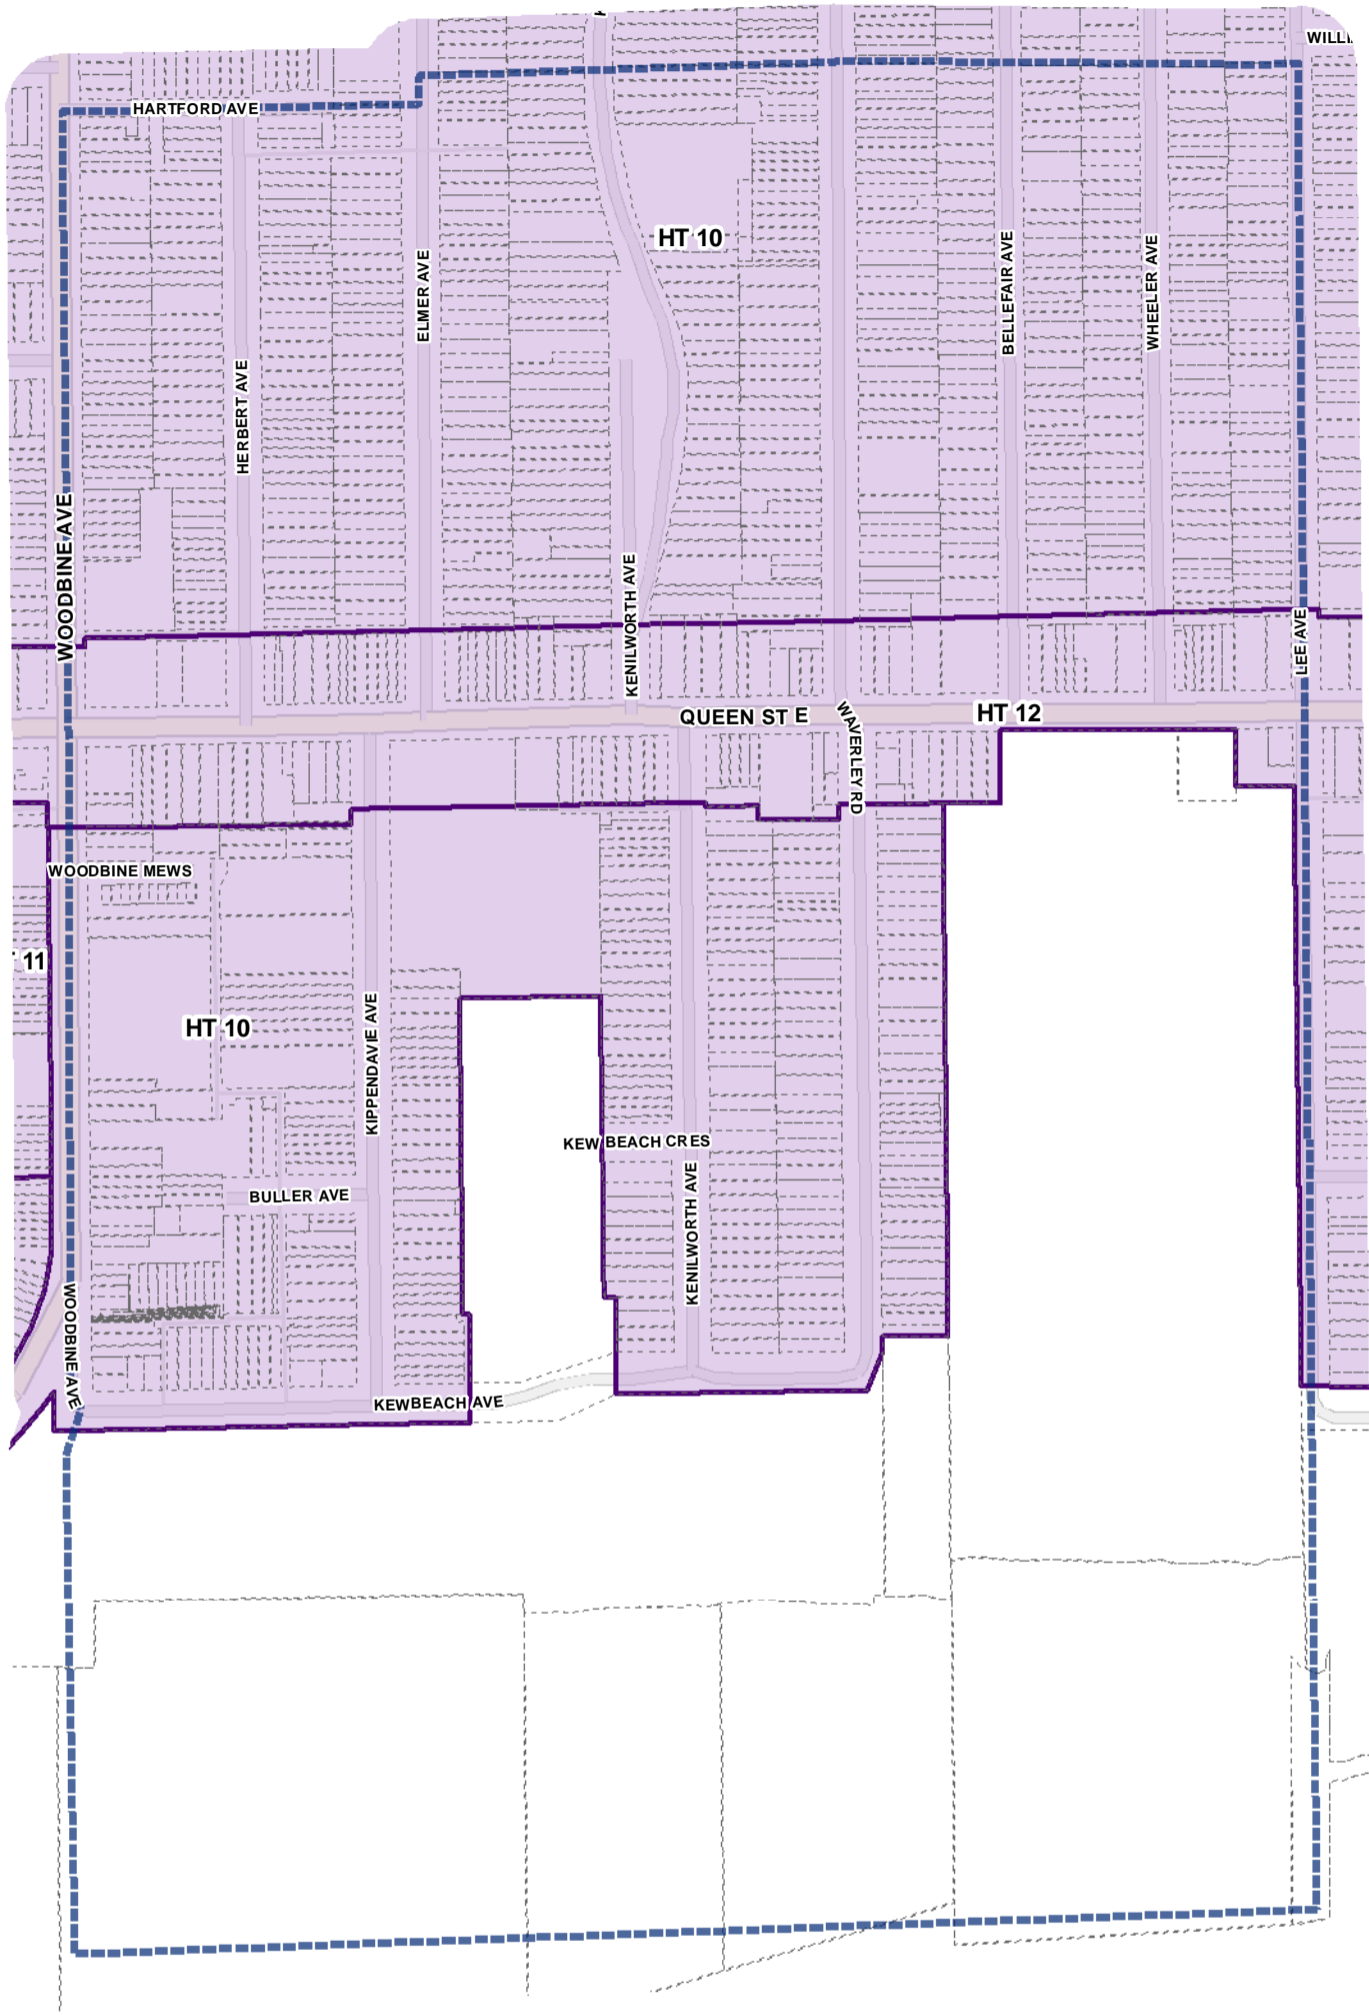 WILLI
HARTFORD AVE
HT 10
ELMER AVE
BELLEFAIR AVE
WHEELER AVE
HERBERT AVE
WOODBINE AVE
KENILWORTH AVE
LEE AVE
QUEEN ST E
HT 12
WAVERLEY RD
WOODBINE MEWS
11
HT 10
KIPPENDAVIE AVE
KEW BEACH CRES
BULLER AVE
KENILWORTH AVE
WOODBINE AVE
KEWBEACH AVE